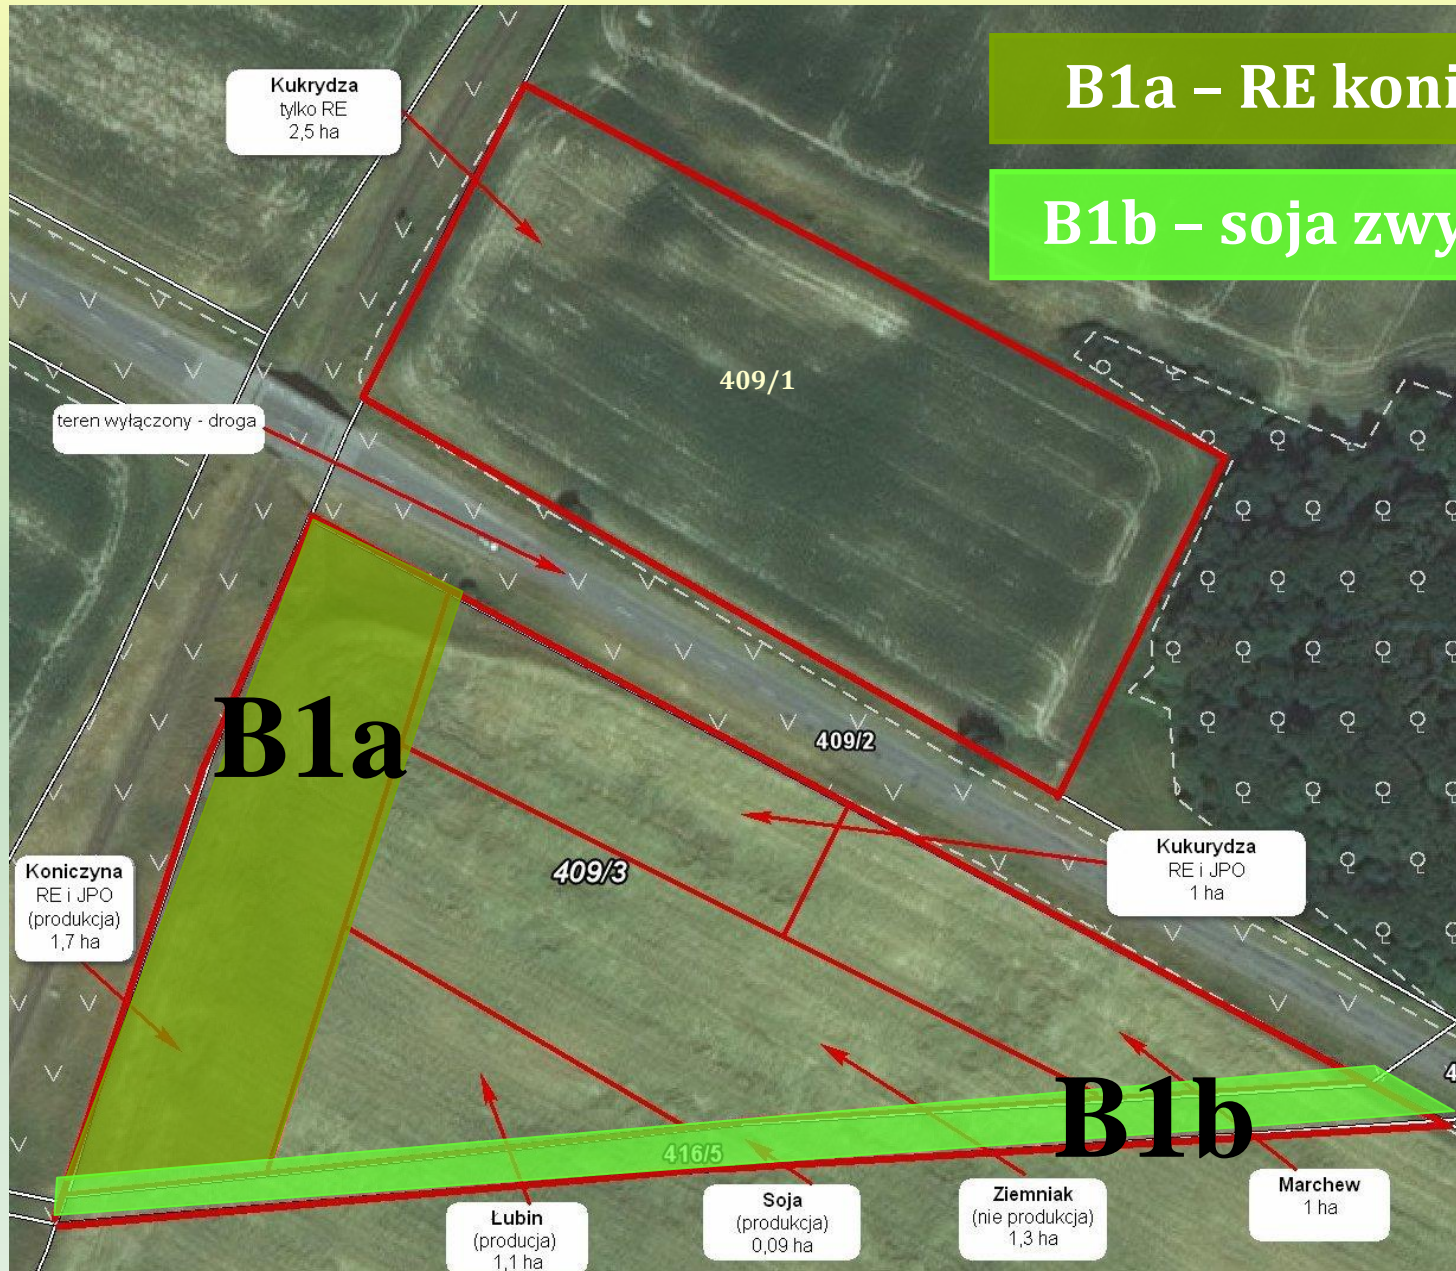 Kukrydza
tylko RE
2,5 ha
B1a – RE koni
B1b – soja zwy
409/1
teren wyłączony - droga
B1a
409/2
409/3
Kukurydza
RE i JPO
1 ha
Koniczyna
RE i JPO
(produkcja)
1,7 ha
4
B1b
416/5
Łubin
(producja)
1,1 ha
Soja
(produkcja)
0,09 ha
Ziemniak
(nie produkcja)
1,3 ha
Marchew
1 ha